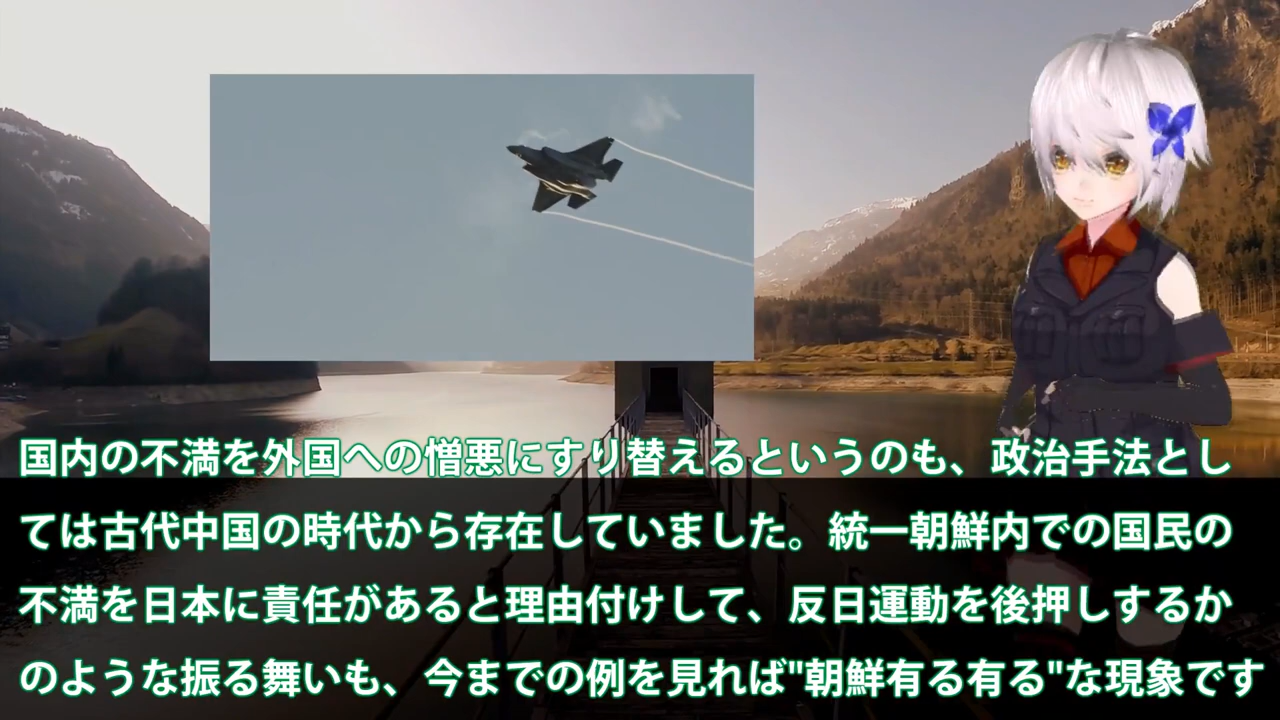 国内の不満を外国への憎悪にすり替えるというのも、政治手法とし
ては古代中国の時代から存在していました。統一朝鮮内での国民の
不満を日本に責任があると理由付けして、反日運動を後押しするか
のような振る舞いも、今までの例を見れば"朝鮮有る有る"な現象です